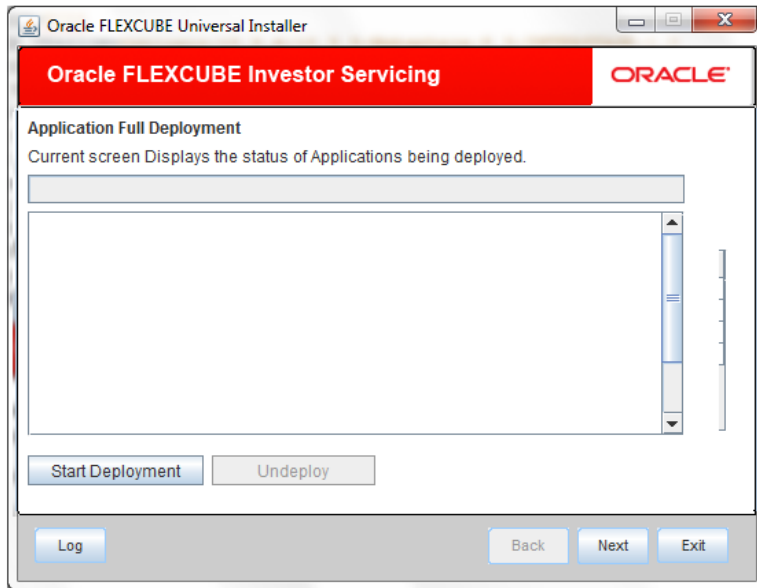 Oracle FLEXCUBE Universal Installer
Oracle FLEXCUBE Investor Servicing
ORACLE
Application Full Deployment
Current screen Displays the status of Applications being deployed.
Start Deployment Undeploy
Log Back Next Exit